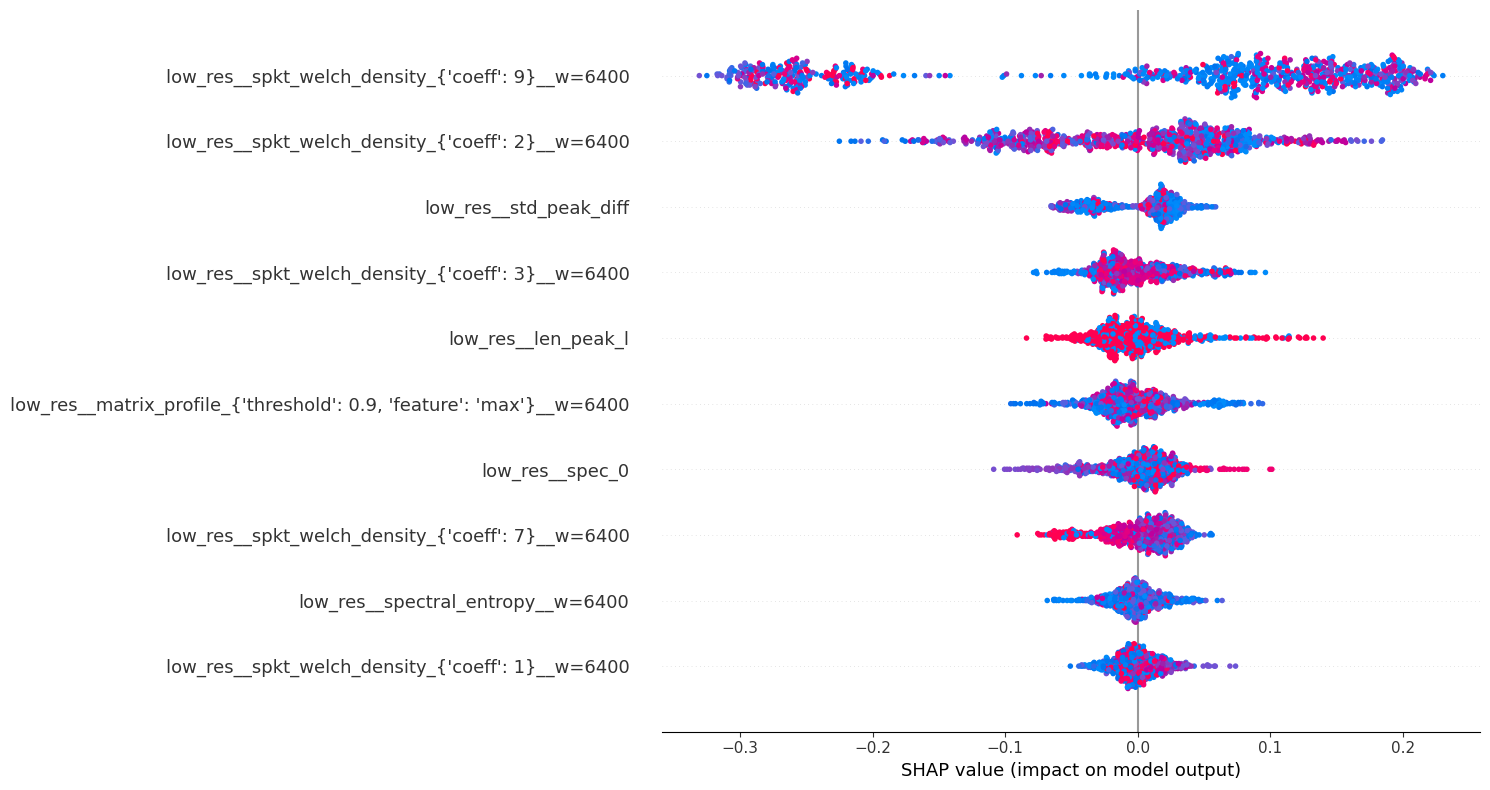 low_res__spkt_welch_density_{'coeff': 9}__w=6400
low_res__spkt_welch_density_{'coeff': 2}__w=6400
low_res__std_peak_diff
low_res__spkt_welch_density_{'coeff': 3}__w=6400
low_res__len_peak_l
low_res__matrix_profile_{'threshold': 0.9, 'feature': 'max'}__w=6400
low_res__spec_0
low_res__spkt_welch_density_{'coeff': 7}__w=6400
low_res__spectral_entropy__w=6400
low_res__spkt_welch_density_{'coeff': 1}__w=6400
−0.3 −0.2 −0.1 0.0 0.1 0.2
SHAP value (impact on model output)